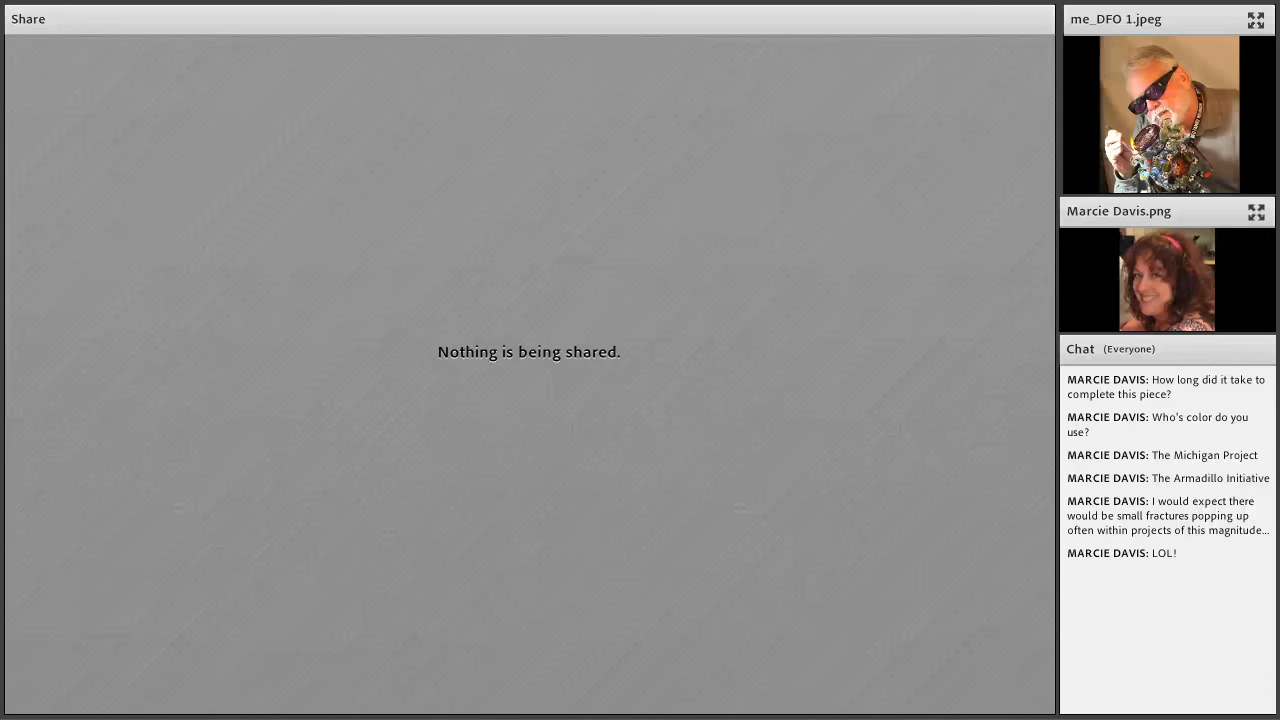 Share
me_DFO 1.jpeg
Marcie Davis.png
Nothing is being shared.
Chat (Everyone)
MARCIE DAVIS: How long did it take to
complete this piece?
MARCIE DAVIS: Who's color do you
use?
MARCIE DAVIS: The Michigan Project
MARCIE DAVIS: The Armadillo Initiative
MARCIE DAVIS: I would expect there
would be small fractures popping up
often within projects of this magnitude...
MARCIE DAVIS: LOL!